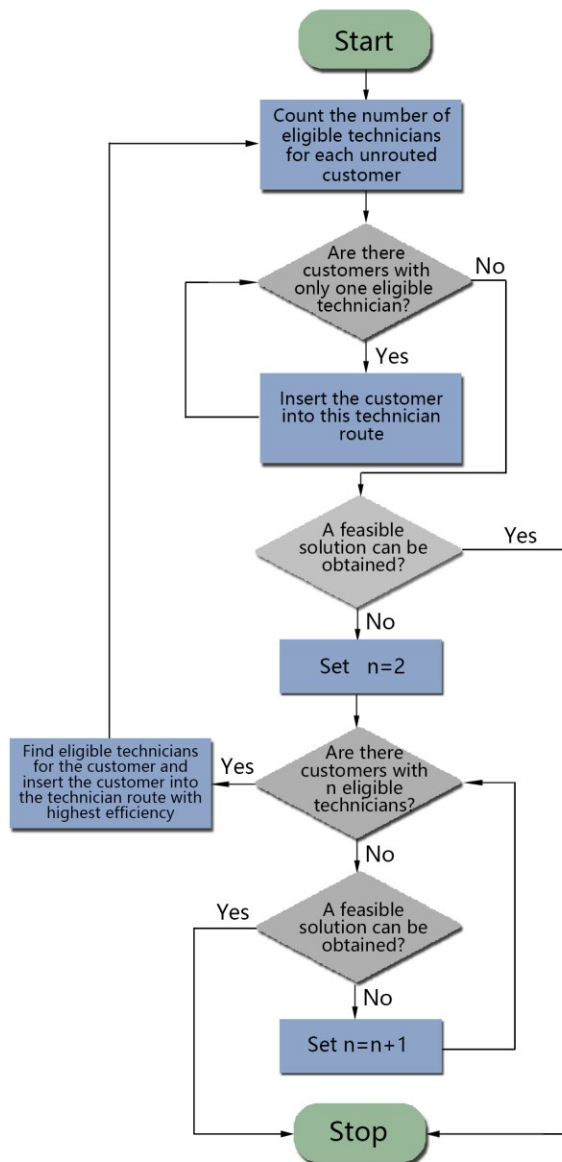 Start
Count the number of
eligible technicians
for each unrouted
customer
Are there
customers with
only one eligible
technician?
No
Yes
Insert the customer
into this technician
route
A feasible
solution can be
obtained?
Yes
No
Set n=2
Are there
customers with
n eligible
technicians?
Yes
Find eligible technicians
for the customer and
insert the customer into
the technician route with
highest efficiency
No
A feasible
solution can be
obtained?
Yes
No
Set n=n+1
Stop